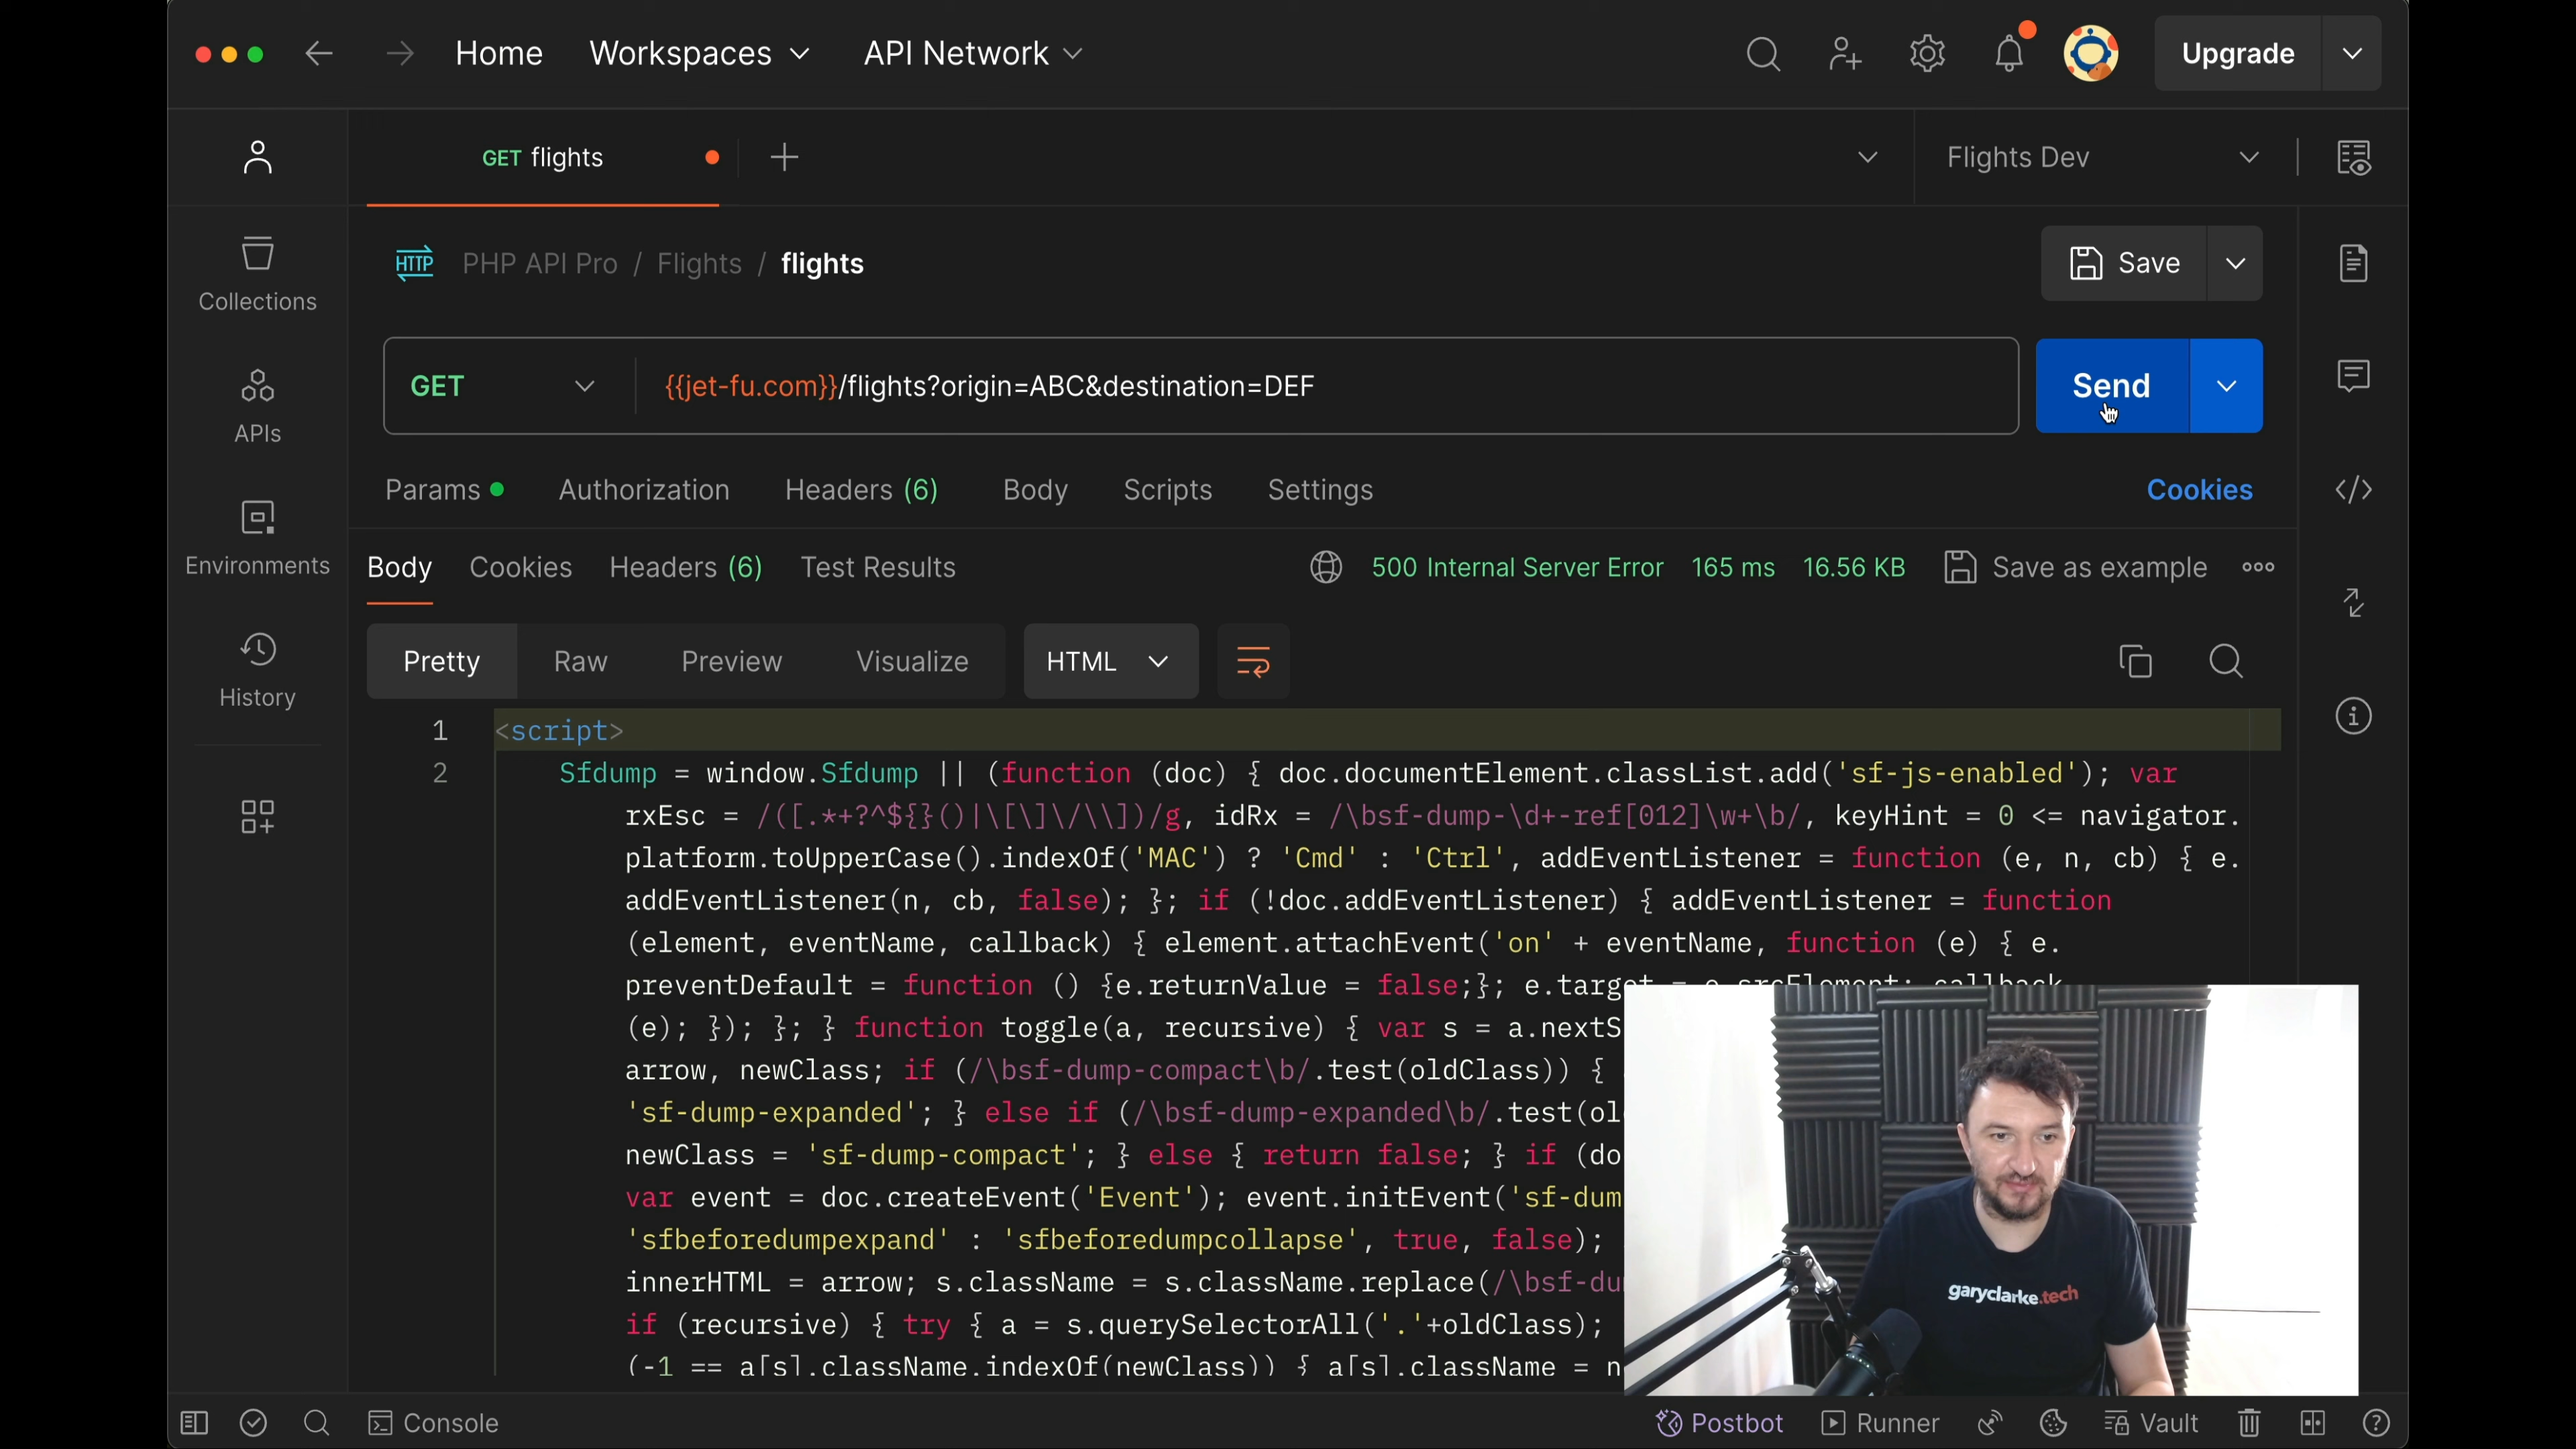 Home Workspaces API Network Upgrade
GET flights Flights Dev
HTTP PHP API Pro / Flights / flights Save
Collections
GET {{jet-fu.com}}/flights?origin=ABC&destination=DEF Send
APIs
Params Authorization Headers (6) Body Scripts Settings Cookies
Environments
Body Cookies Headers (6) Test Results 500 Internal Server Error 165 ms 16.56 KB Save as example
Pretty Raw Preview Visualize HTML
History
1 <script>
2 Sfdump = window.Sfdump || (function (doc) { doc.documentElement.classList.add('sf-js-enabled'); var
rxEsc = /([.*+?^${}()|\[\]\/\\])/g, idRx = /\bsf-dump-\d+-ref[012]\w+\b/, keyHint = 0 <= navigator.
platform.toUpperCase().indexOf('MAC') ? 'Cmd' : 'Ctrl', addEventListener = function (e, n, cb) { e.
addEventListener(n, cb, false); }; if (!doc.addEventListener) { addEventListener = function
(element, eventName, callback) { element.attachEvent('on' + eventName, function (e) { e.
preventDefault = function () {e.returnValue = false;}; e.target = e.srcElement; callback
(e); }); }; } function toggle(a, recursive) { var s = a.nextS
arrow, newClass; if (/\bsf-dump-compact\b/.test(oldClass)) {
'sf-dump-expanded'; } else if (/\bsf-dump-expanded\b/.test(ol
newClass = 'sf-dump-compact'; } else { return false; } if (do
var event = doc.createEvent('Event'); event.initEvent('sf-dum
'sfbeforedumpexpand' : 'sfbeforedumpcollapse', true, false);
innerHTML = arrow; s.className = s.className.replace(/\bsf-du
if (recursive) { try { a = s.querySelectorAll('.'+oldClass);
(-1 == a[s].className.indexOf(newClass)) { a[s].className = n
garyclarke.tech
Console Postbot Runner Vault